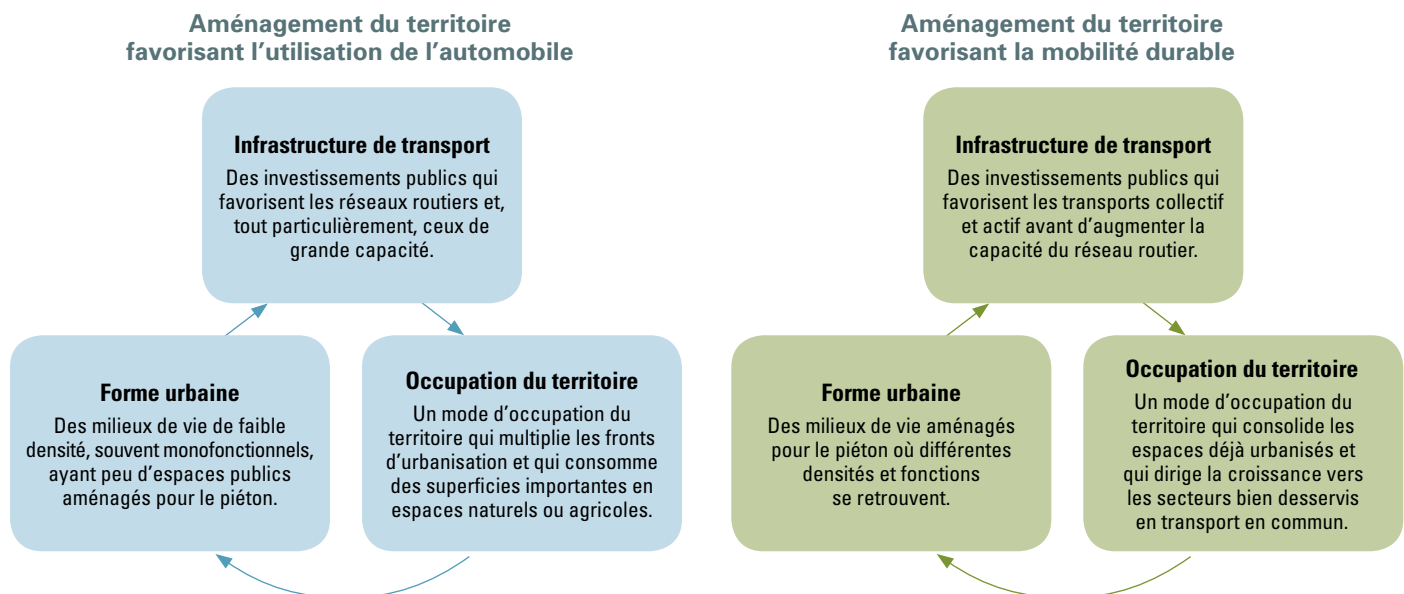 Aménagement du territoire
favorisant l’utilisation de l’automobile
Infrastructure de transport
Des investissements publics qui
favorisent les réseaux routiers et,
tout particulièrement, ceux de
grande capacité.
Forme urbaine
Des milieux de vie de faible
densité, souvent monofonctionnels,
ayant peu d’espaces publics
aménagés pour le piéton.
Occupation du territoire
Un mode d’occupation du
territoire qui multiplie les fronts
d’urbanisation et qui consomme
des superficies importantes en
espaces naturels ou agricoles.
Aménagement du territoire
favorisant la mobilité durable
Infrastructure de transport
Des investissements publics qui
favorisent les transports collectif
et actif avant d’augmenter la
capacité du réseau routier.
Forme urbaine
Des milieux de vie aménagés
pour le piéton où différentes
densités et fonctions
se retrouvent.
Occupation du territoire
Un mode d’occupation du
territoire qui consolide les
espaces déjà urbanisés et
qui dirige la croissance vers
les secteurs bien desservis
en transport en commun.